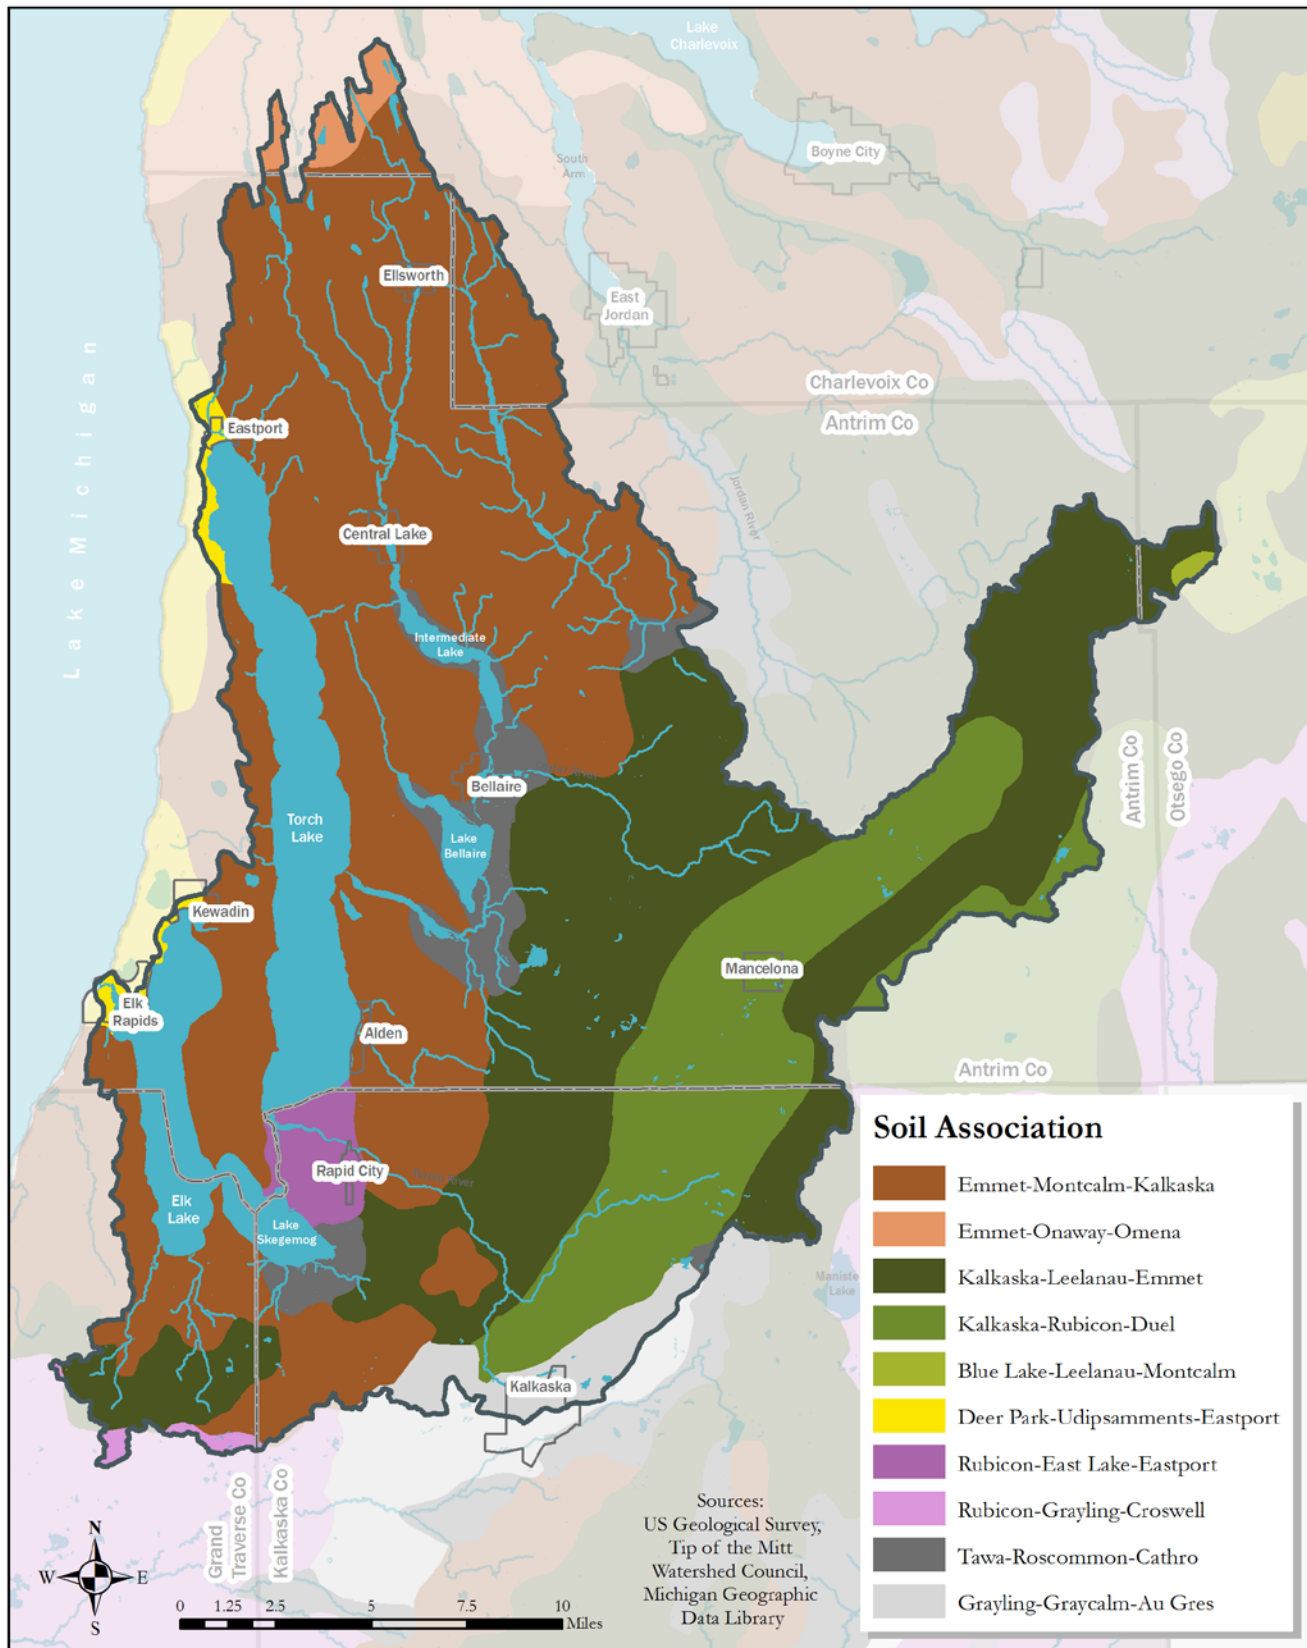 Lake
Charlevoix
Boyne City
South
Arm
Ellsworth
East
Jordan
Charlevoix Co
Antrim Co
Lake Michigan
Eastport
Jordan River
Central Lake
Intermediate
Lake
Bellaire
Antrim Co
Otsego Co
Torch
Lake
Lake
Bellaire
Kewadin
Mancelona
Elk
Rapids
Alden
Antrim Co
Rapid City
River
Elk
Lake
Lake
Skegemog
Lake
Kalkaska
Grand
Traverse Co
Kalkaska Co
Soil Association
Emmet-Montcalm-Kalkaska
Emmet-Onaway-Omena
Kalkaska-Leelanau-Emmet
Kalkaska-Rubicon-Duel
Blue Lake-Leelanau-Montcalm
Deer Park-Udipsamments-Eastport
Rubicon-East Lake-Eastport
Rubicon-Grayling-Croswell
Tawa-Roscommon-Cathro
Grayling-Graycalm-Au Gres
Sources:
US Geological Survey,
Tip of the Mitt
Watershed Council,
Michigan Geographic
Data Library
N
W E
S
0 1.25 2.5 5 7.5 10
Miles